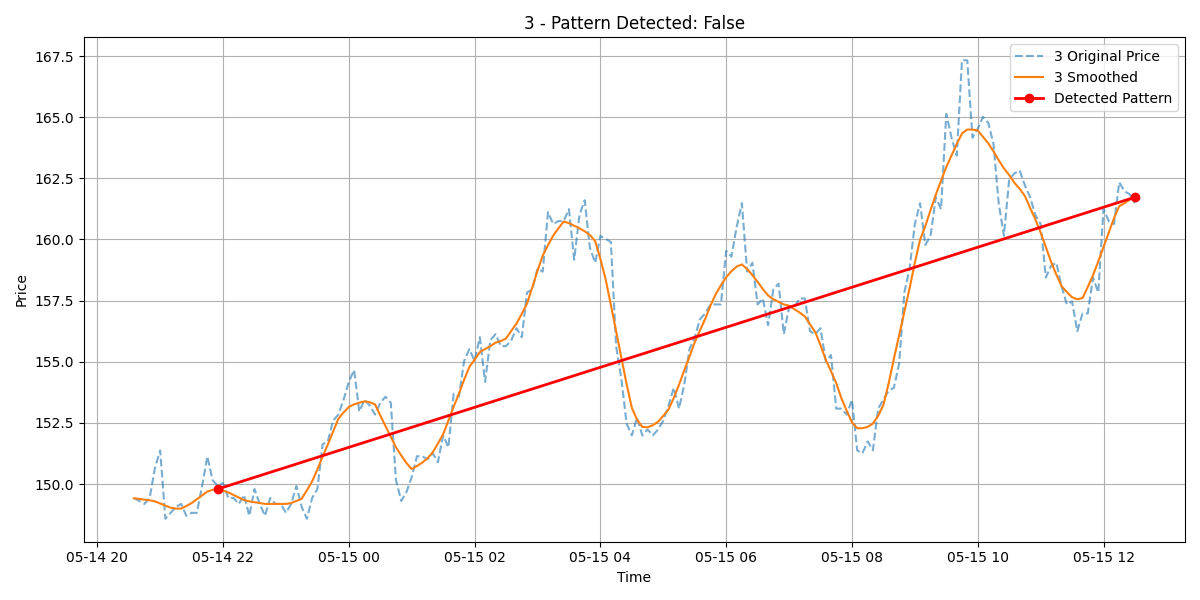 3 - Pattern Detected: False
3 Original Price
3 Smoothed
Detected Pattern
Price
167.5
165.0
162.5
160.0
157.5
155.0
152.5
150.0
05-14 20
05-14 22
05-15 00
05-15 02
05-15 04
05-15 06
05-15 08
05-15 10
05-15 12
Time